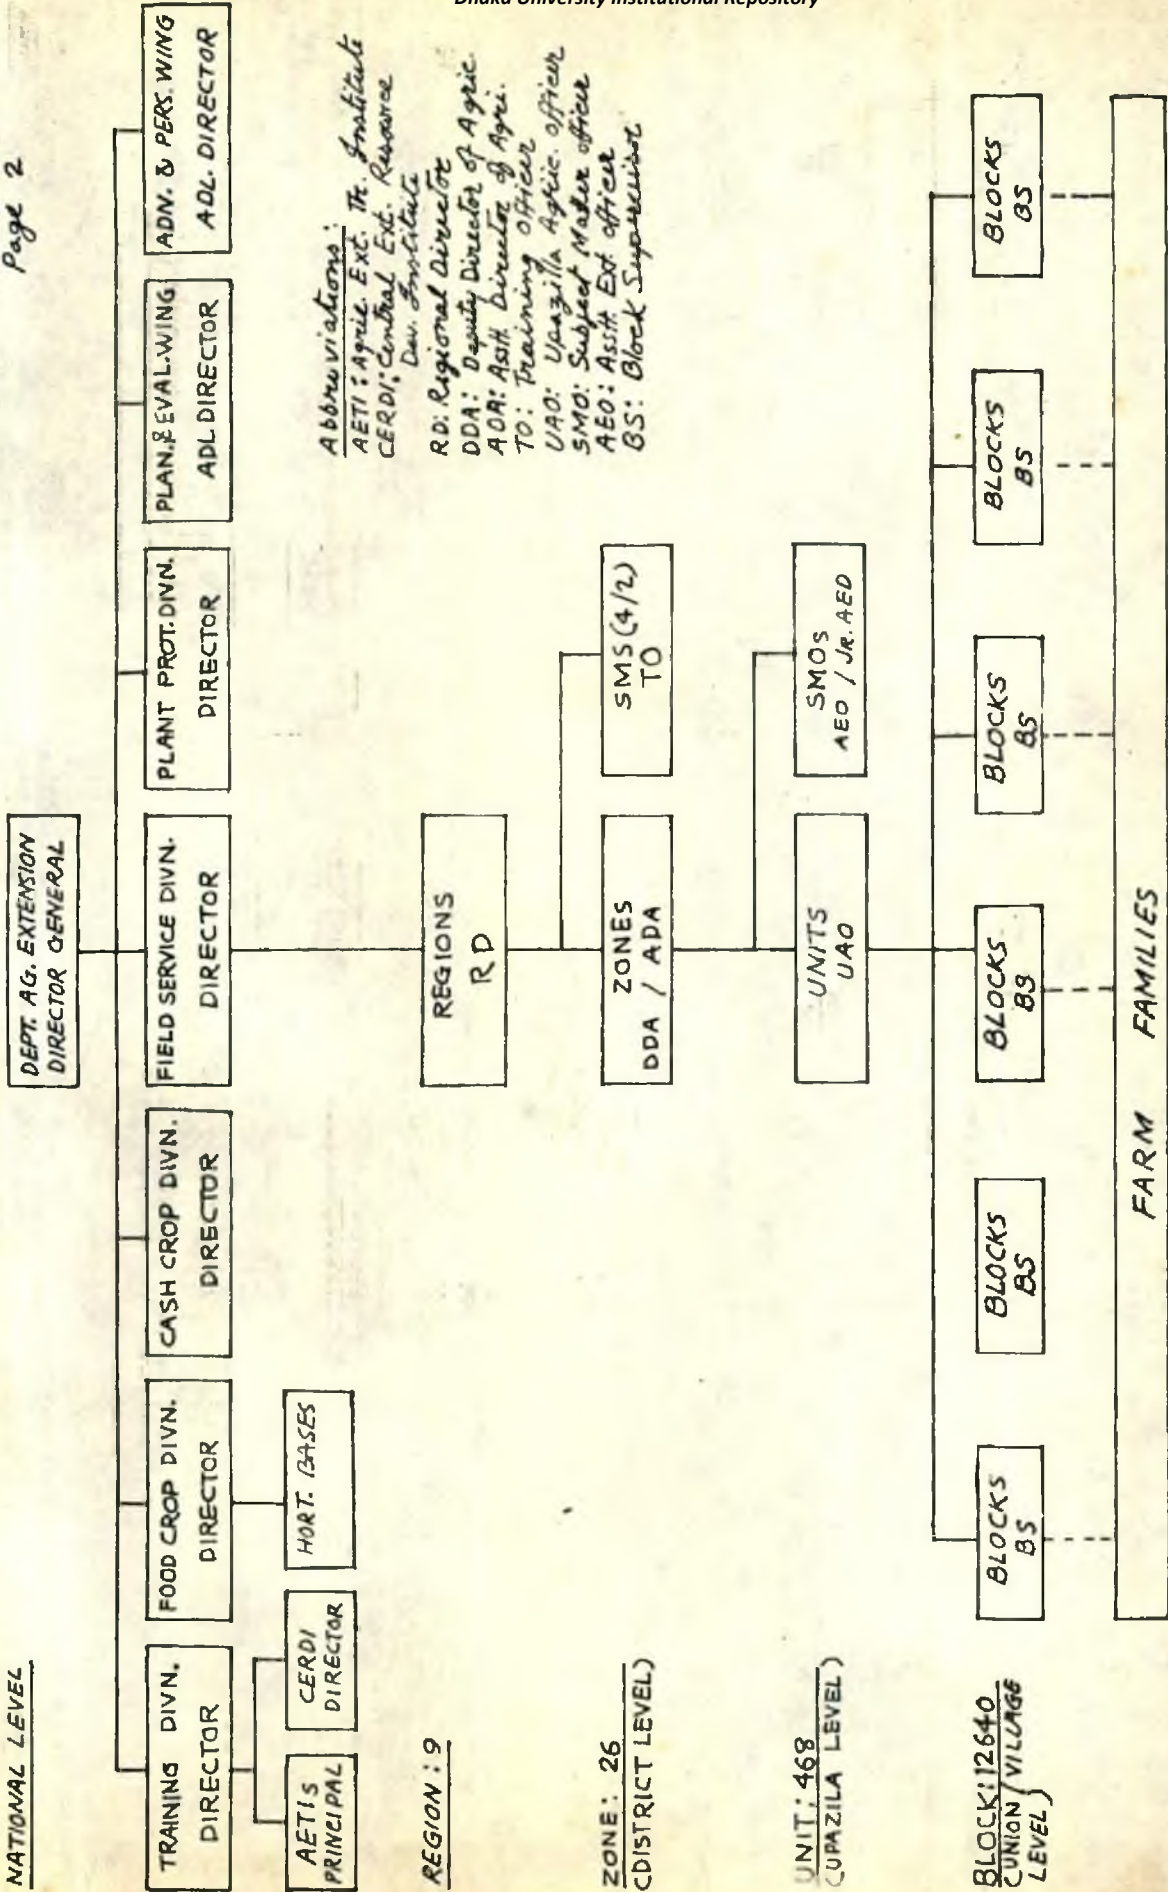 Dhaka University Institutional Repository
Page 2
NATIONAL LEVEL
DEPT. AG. EXTENSION
DIRECTOR GENERAL
TRAINING DIVN.
DIRECTOR
FOOD CROP DIVN.
DIRECTOR
CASH CROP DIVN.
DIRECTOR
FIELD SERVICE DIVN.
DIRECTOR
PLANT PROT. DIVN.
DIRECTOR
PLAN. & EVAL. WING
ADL. DIRECTOR
ADN. & PERS. WING
ADL. DIRECTOR
AETIs
PRINCIPAL
CERDI
DIRECTOR
HORT. BASES
Abbreviations:
AETI: Agric. Ext. Tr. Institute
CERDI: Central Ext. Resource
Dev. Institute
RD: Regional Director
DDA: Deputy Director of Agric.
ADA: Asstt. Director of Agri.
TO: Training officer
UAO: Upazilla Agric. officer
SMO: Subject Mater officer
AEO: Asstt. Ext officer
BS: Block Supervisor
REGION: 9
REGIONS
RD
ZONE: 26
(DISTRICT LEVEL)
ZONES
DDA / ADA
SMS (4/2)
TO
UNIT: 468
(UPAZILA LEVEL)
UNITS
UAO
SMOs
AEO / JR. AEO
BLOCK: 12640
(UNION / VILLAGE
LEVEL)
BLOCKS
BS
BLOCKS
BS
BLOCKS
BS
BLOCKS
BS
BLOCKS
BS
BLOCKS
BS
FARM FAMILIES